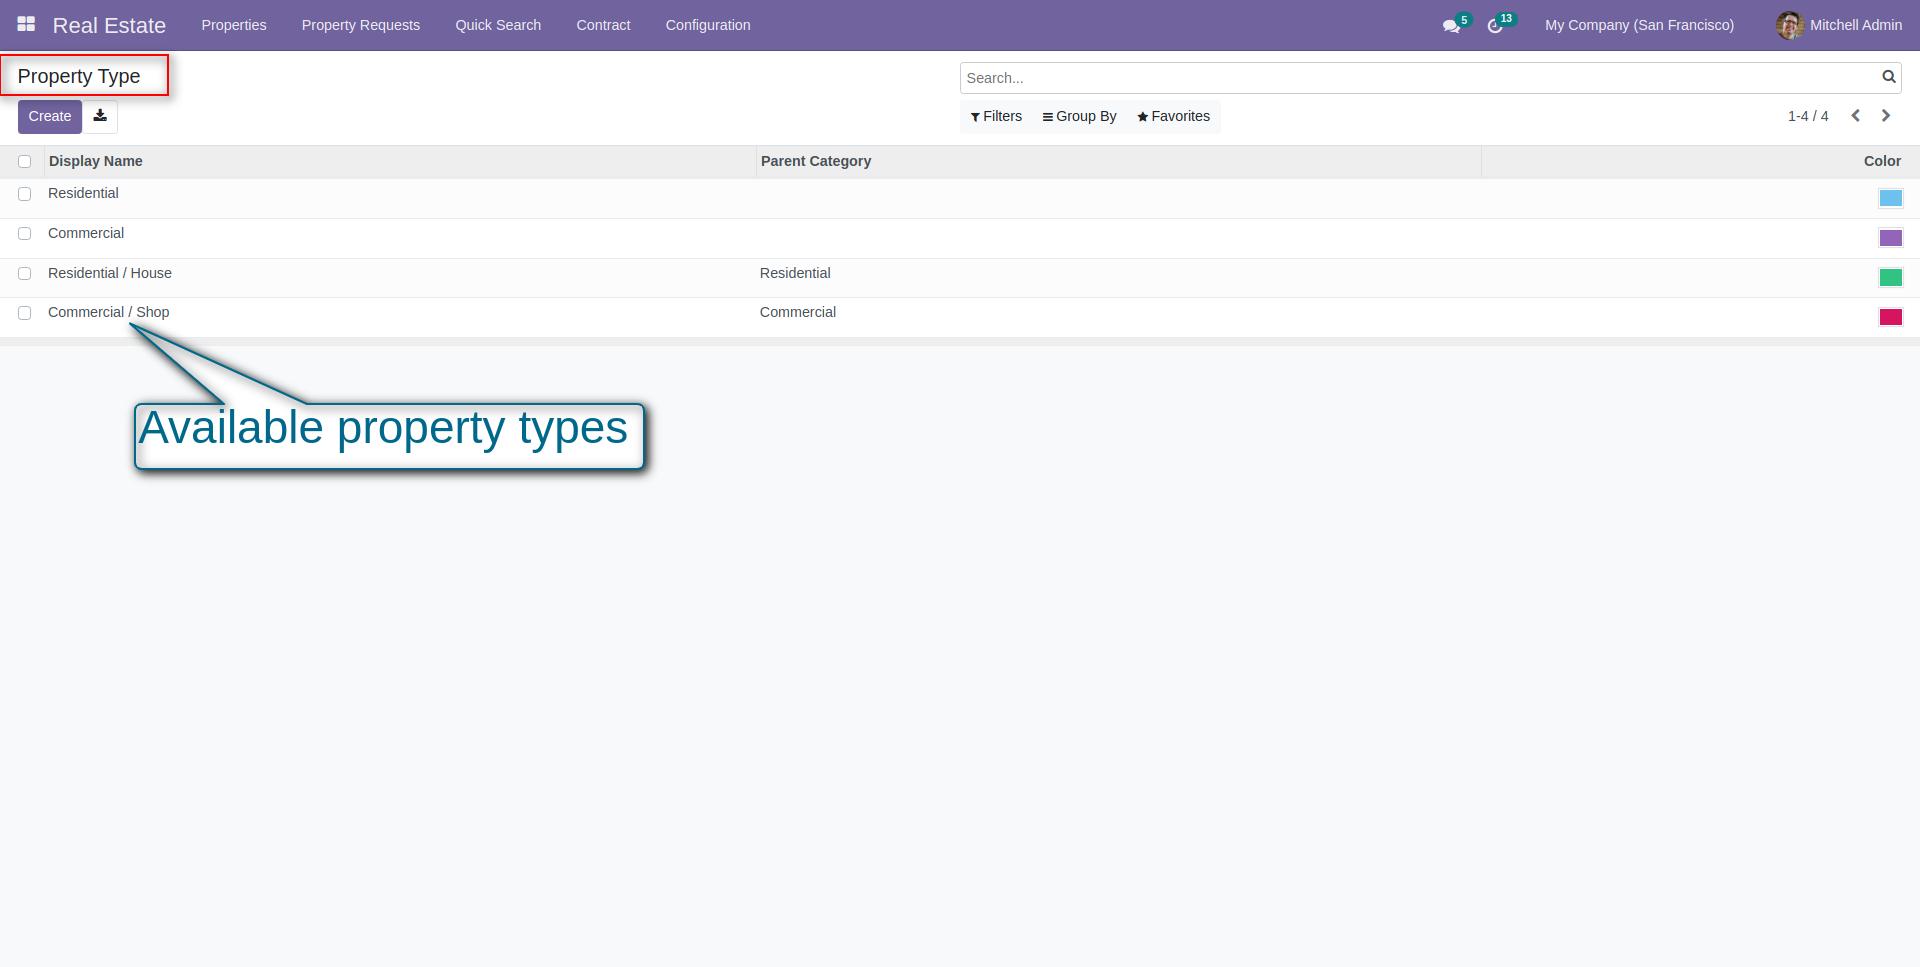 Real Estate Properties Property Requests Quick Search Contract Configuration 5 13 My Company (San Francisco) Mitchell Admin
Property Type
Search...
Create Filters Group By Favorites 1-4 / 4
Display Name Parent Category Color
Residential
Commercial
Residential / House Residential
Commercial / Shop Commercial
Available property types